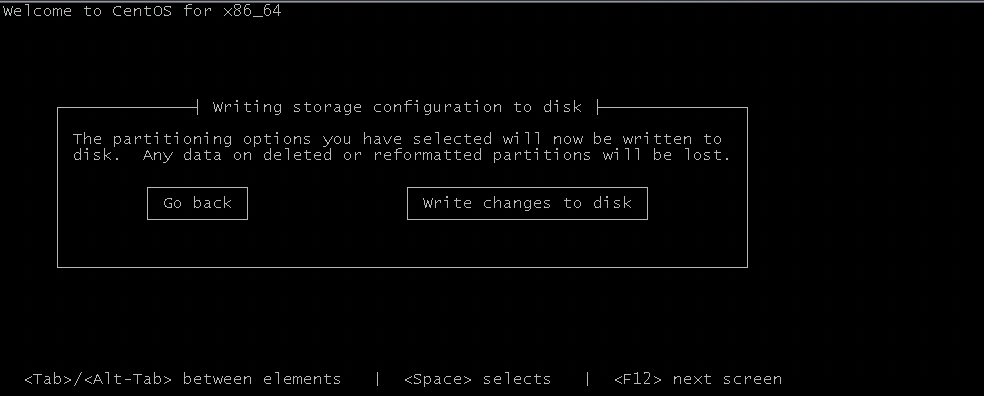 Welcome to CentOS for x86_64
Writing storage configuration to disk
The partitioning options you have selected will now be written to
disk.  Any data on deleted or reformatted partitions will be lost.
Go back
Write changes to disk
<Tab>/<Alt-Tab> between elements   |  <Space> selects   |  <F12> next screen